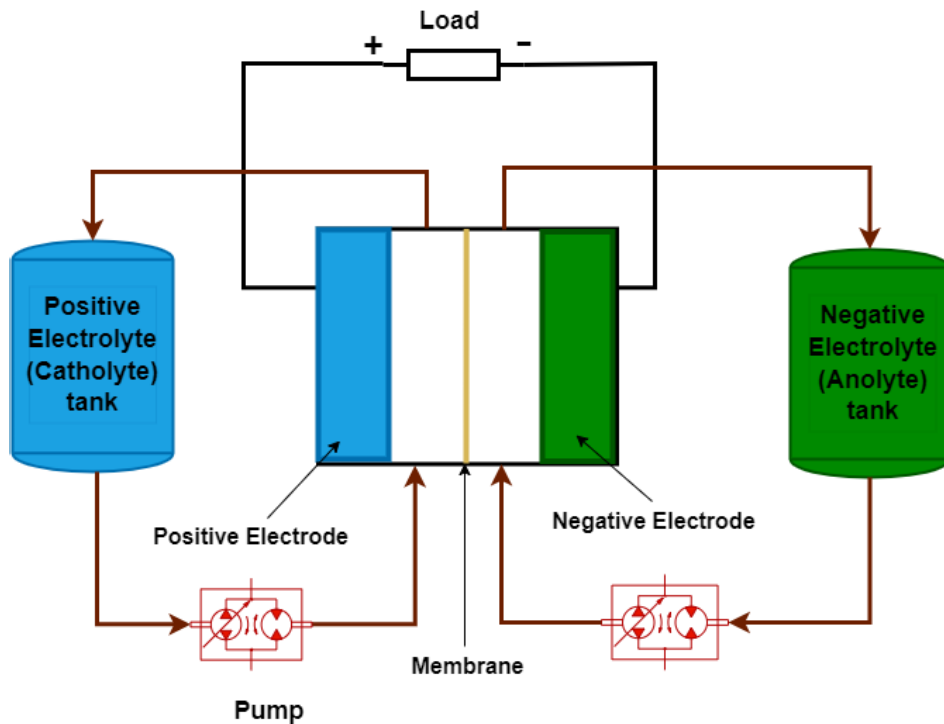 Load
+
-
Positive
Electrolyte
(Catholyte)
tank
Negative
Electrolyte
(Anolyte)
tank
Positive Electrode
Negative Electrode
Membrane
Pump